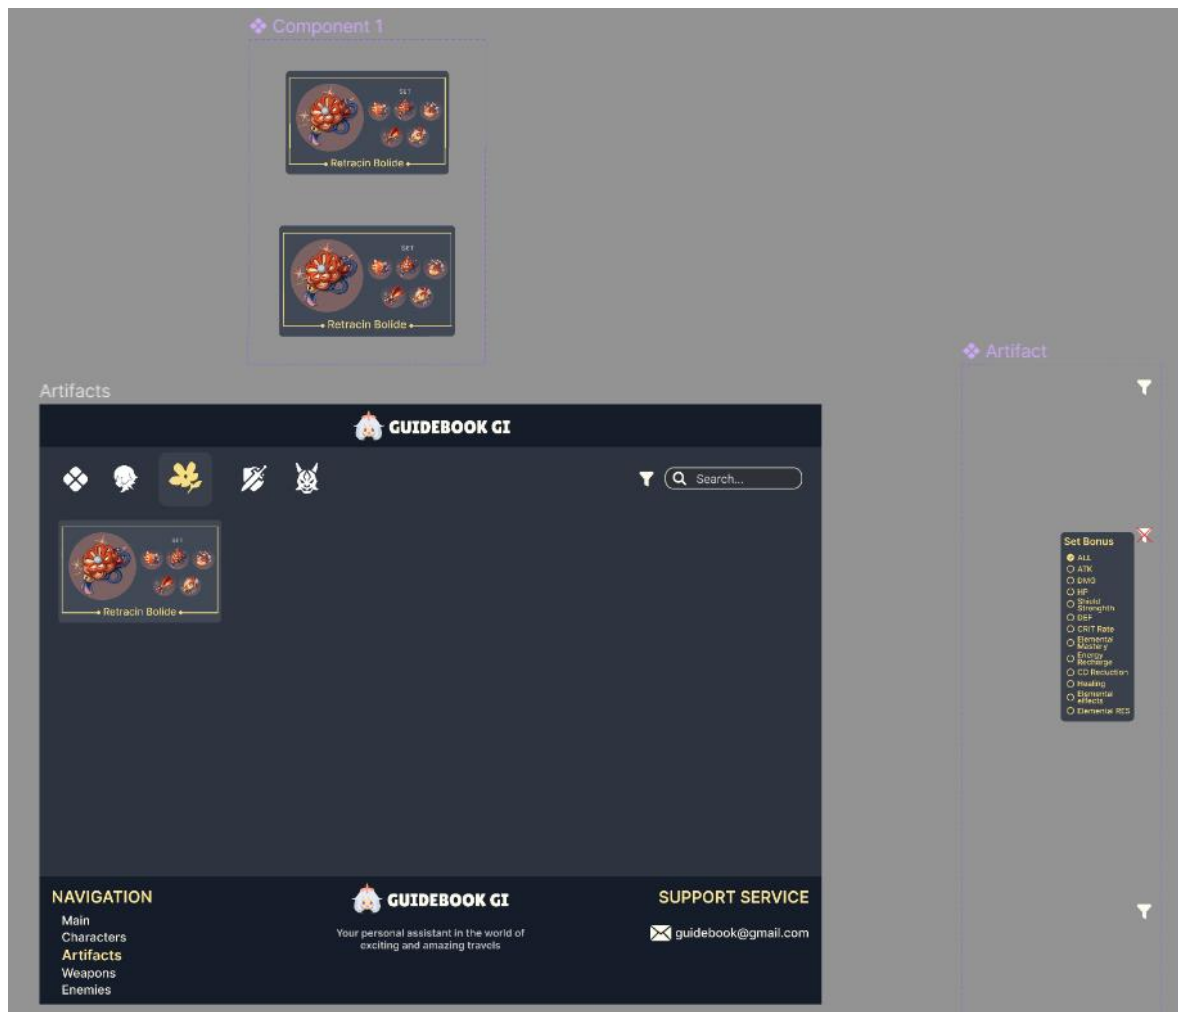 Component 1
SET
Retracin Bolide
SET
Retracin Bolide
Artifact
Artifacts
GUIDEBOOK GI
Search...
SET
Retracin Bolide
Set Bonus
ALL
ATK
DMG
HP
Shield
Strenghth
DEF
CRIT Rate
Elemental
Mastery
Energy
Recharge
CD Reduction
Healing
Elemental
effects
Elemental RES
NAVIGATION
Main
Characters
Artifacts
Weapons
Enemies
GUIDEBOOK GI
Your personal assistant in the world of
exciting and amazing travels
SUPPORT SERVICE
guidebook@gmail.com